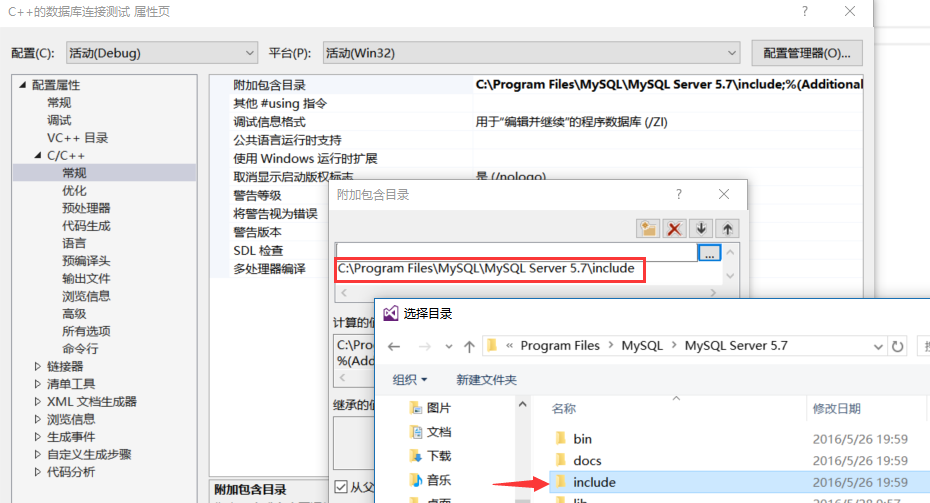 C++的数据库连接测试 属性页
配置(C): 活动(Debug) 平台(P): 活动(Win32) 配置管理器(O)...
配置属性
常规
调试
VC++ 目录
C/C++
常规
优化
预处理器
代码生成
语言
预编译头
输出文件
浏览信息
高级
所有选项
命令行
链接器
清单工具
XML 文档生成器
浏览信息
生成事件
自定义生成步骤
代码分析
附加包含目录 C:\Program Files\MySQL\MySQL Server 5.7\include;%(Additional
其他 #using 指令
调试信息格式 用于“编辑并继续”的程序数据库 (/ZI)
公共语言运行时支持
使用 Windows 运行时扩展
取消显示启动版权标志 是 (/nologo)
警告等级
将警告视为错误
警告版本
SDL 检查
多处理器编译
附加包含目录
附加包含目录
...
C:\Program Files\MySQL\MySQL Server 5.7\include
计算的值
C:\Pro
%(Add
继承的值
从父
选择目录
« Program Files > MySQL > MySQL Server 5.7
组织 新建文件夹
图片
文档
下载
音乐
桌面
名称 修改日期
bin 2016/5/26 19:59
docs 2016/5/26 19:59
include 2016/5/26 19:59
lib